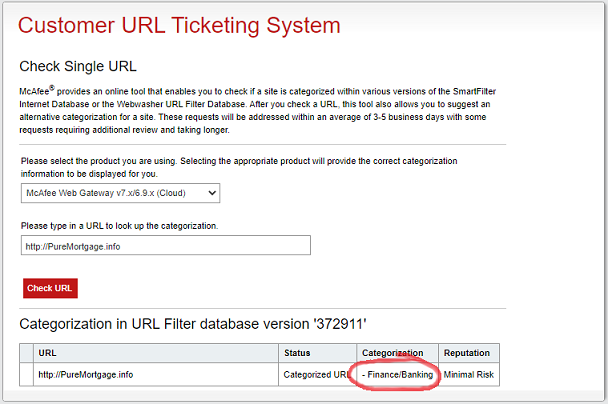 Customer URL Ticketing System
Check Single URL
McAfee® provides an online tool that enables you to check if a site is categorized within various versions of the SmartFilter
Internet Database or the Webwasher URL Filter Database. After you check a URL, this tool also allows you to suggest an
alternative categorization for a site. These requests will be addressed within an average of 3-5 business days with some
requests requiring additional review and taking longer.
Please select the product you are using. Selecting the appropriate product will provide the correct categorization
information to be displayed for you.
McAfee Web Gateway v7.x/6.9.x (Cloud)
Please type in a URL to look up the categorization.
http://PureMortgage.info
Check URL
Categorization in URL Filter database version '372911'
URL Status Categorization Reputation
http://PureMortgage.info Categorized URL - Finance/Banking Minimal Risk